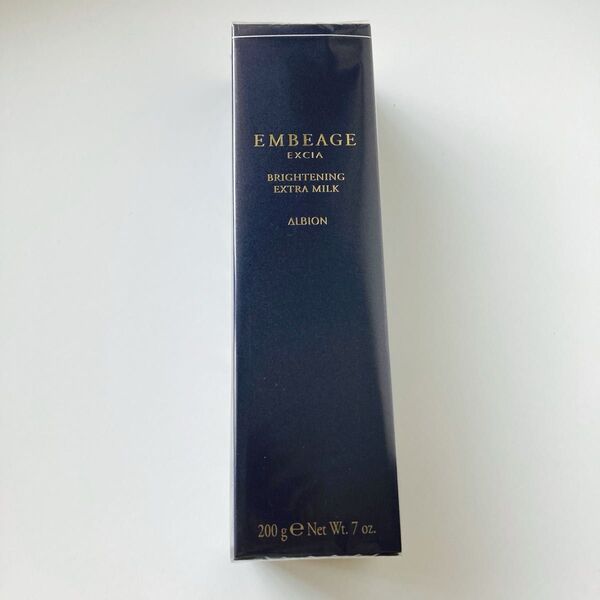 EMBEAGE
EXCIA
BRIGHTENING
EXTRA MILK
ALBION
200 g ℮ Net Wt. 7 oz.